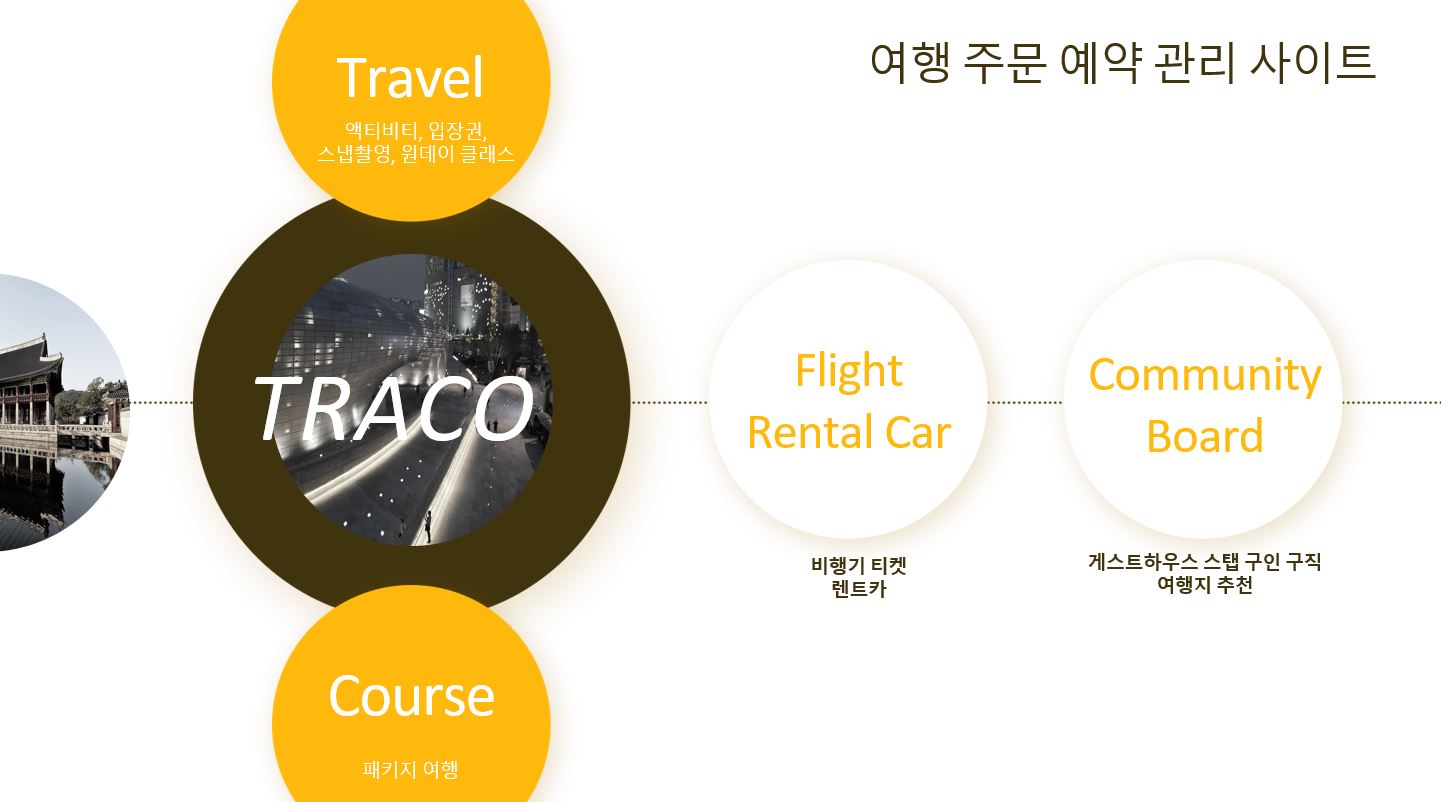 여행 주문 예약 관리 사이트
Travel
액티비티, 입장권,
스냅촬영, 원데이 클래스
TRACO
Flight
Rental Car
비행기 티켓
렌트카
Community
Board
게스트하우스 스탭 구인 구직
여행지 추천
Course
패키지 여행